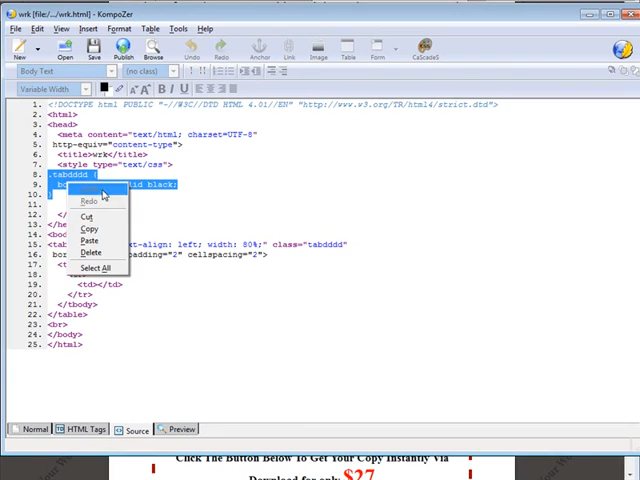 wrk [file:/.../wrk.html] - KompoZer
File Edit View Insert Format Table Tools Help
New Open Save Publish Browse Undo Redo Anchor Link Image Table Form CaScadeS
Body Text (no class)
Variable Width
1. <!DOCTYPE html PUBLIC "-//W3C//DTD HTML 4.01//EN" "http://www.w3.org/TR/html4/strict.dtd">
2. <html>
3. <head>
4. <meta content="text/html; charset=UTF-8"
5. http-equiv="content-type">
6. <title>wrk</title>
7. <style type="text/css">
8. .tabdddd {
9. lid black;
10. }
11.
Redo
Cut
Copy
Paste
Delete
Select All
12. </
13. </he
14. <bod
15. <tab xt-align: left; width: 80%;" class="tabdddd"
16. bor padding="2" cellspacing="2">
17. <t
18.
19. <td></td>
20. </tr>
21. </tbody>
22. </table>
23. <br>
24. </body>
25. </html>
Normal HTML Tags Source Preview
Click The Button Below To Get Your Copy Instantly Via
Download for only $27